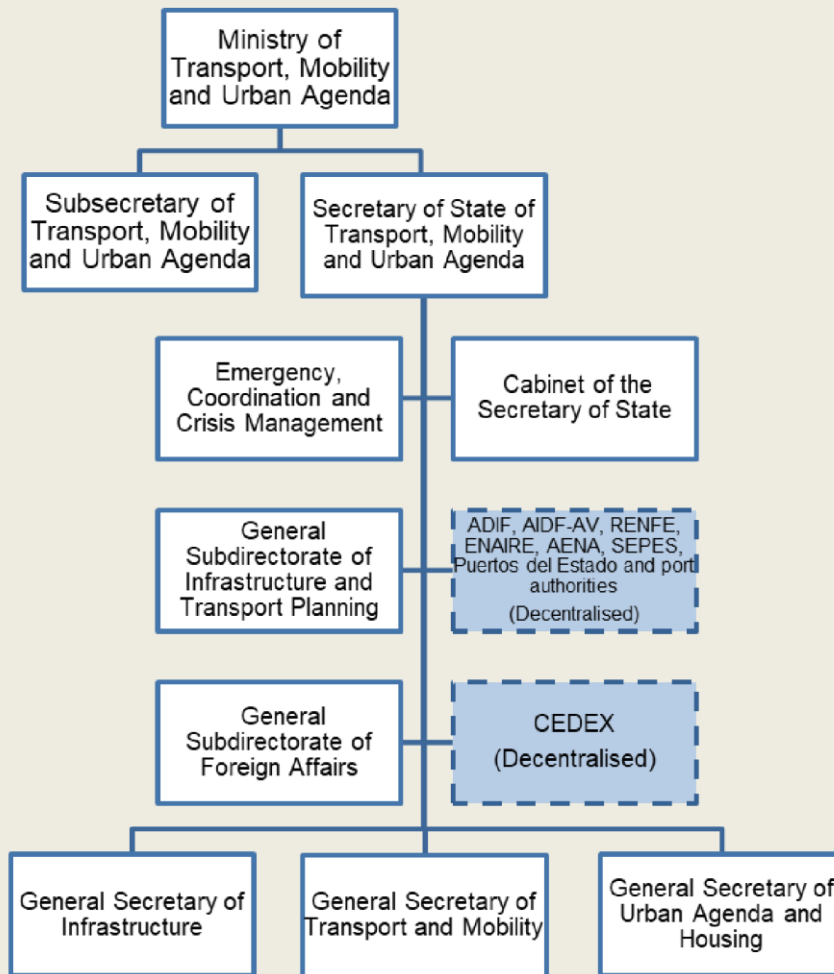 Ministry of
Transport, Mobility
and Urban Agenda
Subsecretary of
Transport, Mobility
and Urban Agenda
Secretary of State of
Transport, Mobility
and Urban Agenda
Emergency,
Coordination and
Crisis Management
Cabinet of the
Secretary of State
General
Subdirectorate of
Infrastructure and
Transport Planning
ADIF, AIDF-AV, RENFE,
ENAIRE, AENA, SEPES,
Puertos del Estado and port
authorities
(Decentralised)
General
Subdirectorate of
Foreign Affairs
CEDEX
(Decentralised)
General Secretary of
Infrastructure
General Secretary of
Transport and Mobility
General Secretary of
Urban Agenda and
Housing